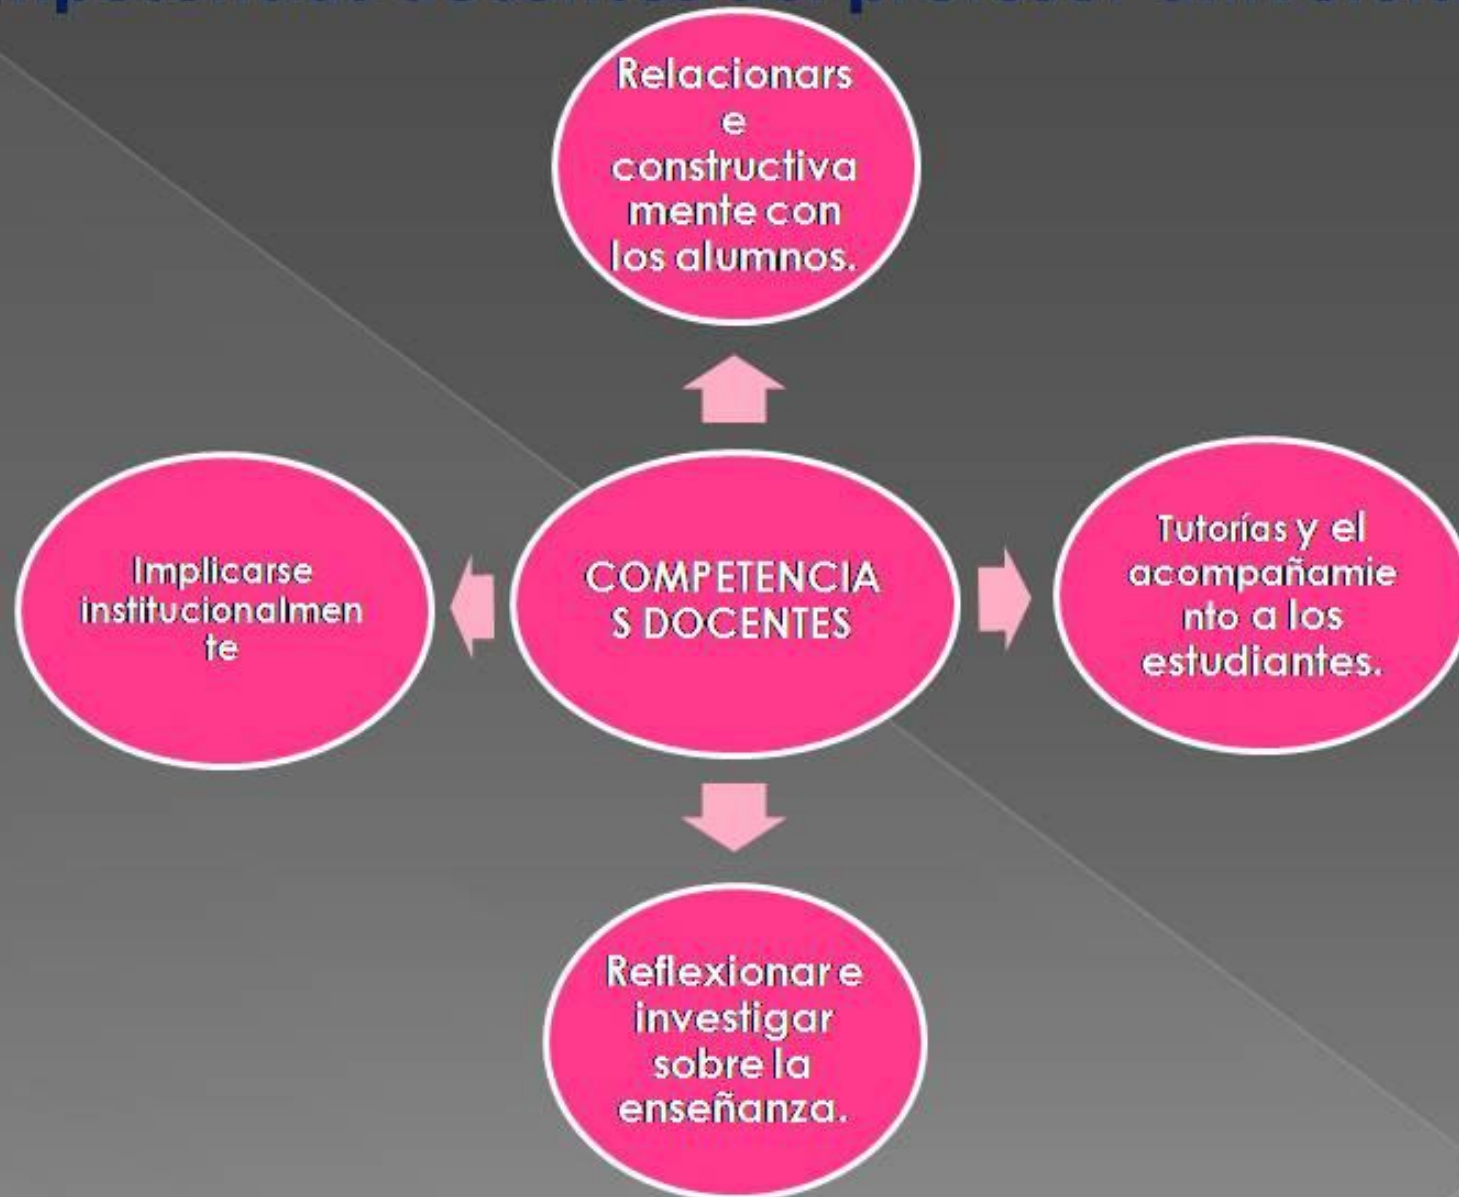 Relacionars
e
constructiva
mente con
los alumnos.
Implicarse
institucionalmen
te
COMPETENCIA
S DOCENTES
Tutorías y el
acompañamie
nto a los
estudiantes.
Reflexionar e
investigar
sobre la
enseñanza.